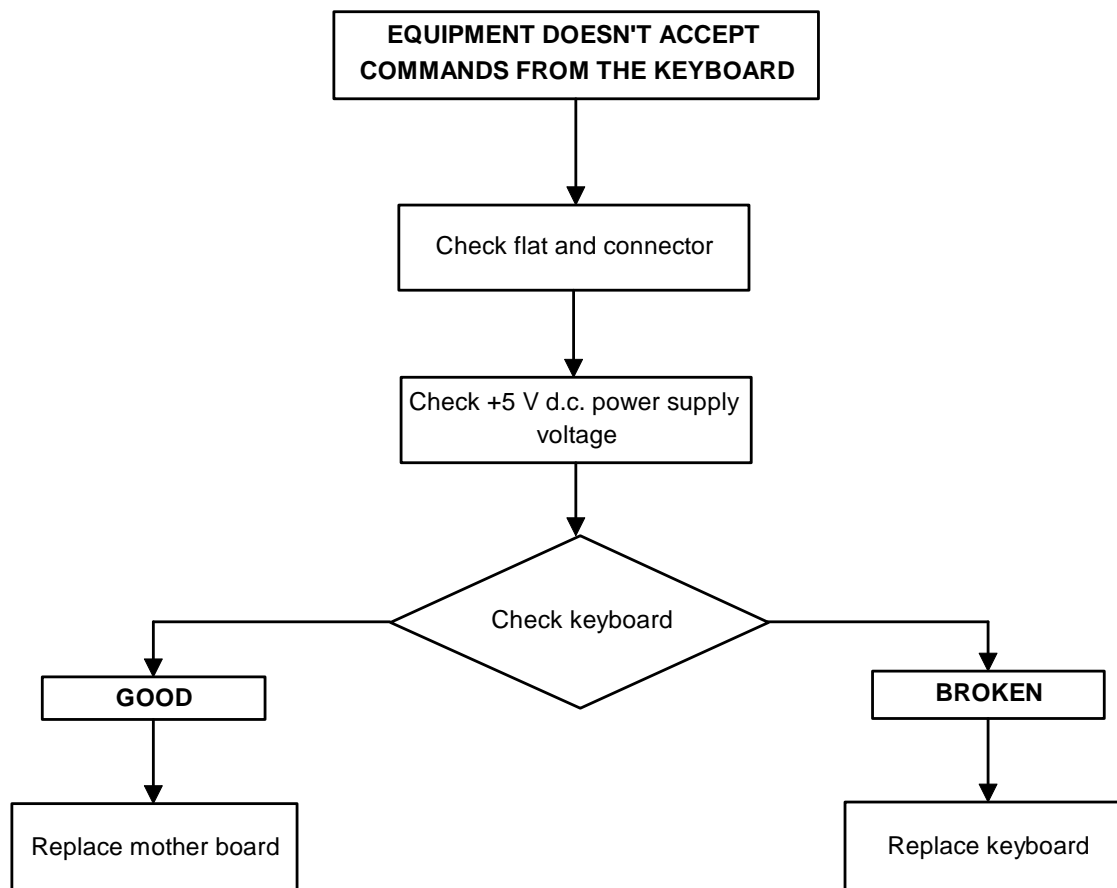 EQUIPMENT DOESN'T ACCEPT
COMMANDS FROM THE KEYBOARD
Check flat and connector
Check +5 V d.c. power supply
voltage
Check keyboard
GOOD
BROKEN
Replace mother board
Replace keyboard